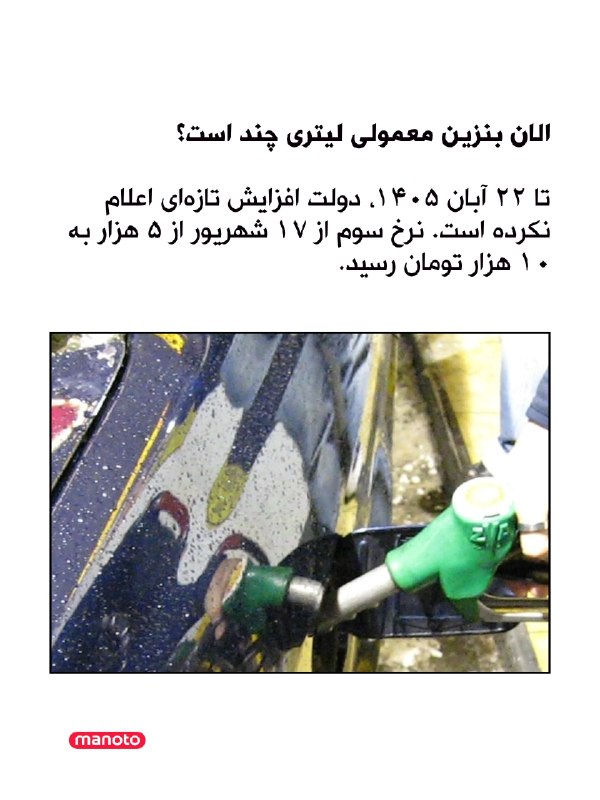 الان بنزین معمولی لیتری چند است؟
تا ۲۲ آبان ۱۴۰۵، دولت افزایش تازه‌ای اعلام
نکرده است. نرخ سوم از ۱۷ شهریور از ۵ هزار به
۱۰ هزار تومان رسید.
manoto